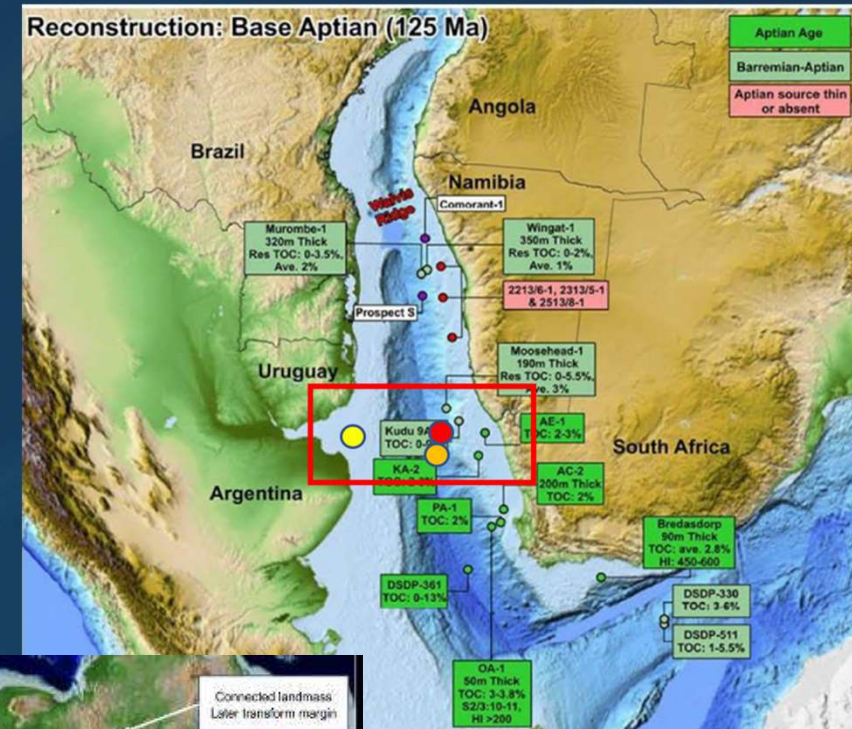 Reconstruction: Base Aptian (125 Ma)
Aptian Age
Barremian-Aptian
Aptian source thin
or absent
Angola
Brazil
Namibia
Walvis
Ridge
Comorant-1
Murombe-1
320m Thick
Res TOC: 0-3.5%,
Ave. 2%
Wingat-1
350m Thick
Res TOC: 0-2%,
Ave. 1%
2213/6-1, 2313/5-1
& 2513/8-1
Prospect S
Moosehead-1
190m Thick
Res TOC: 0-5.5%,
Ave. 3%
Uruguay
Kudu 9A
TOC: 0-
AE-1
TOC: 2-3%
South Africa
KA-2
Argentina
AC-2
200m Thick
TOC: 2%
PA-1
TOC: 2%
Bredasdorp
90m Thick
TOC: ave. 2.8%
HI: 450-600
DSDP-361
TOC: 0-13%
DSDP-330
TOC: 3-6%
DSDP-511
TOC: 1-5.5%
OA-1
50m Thick
TOC: 3-3.8%
S2/3:10-11,
HI >200
Connected landmass
Later transform margin